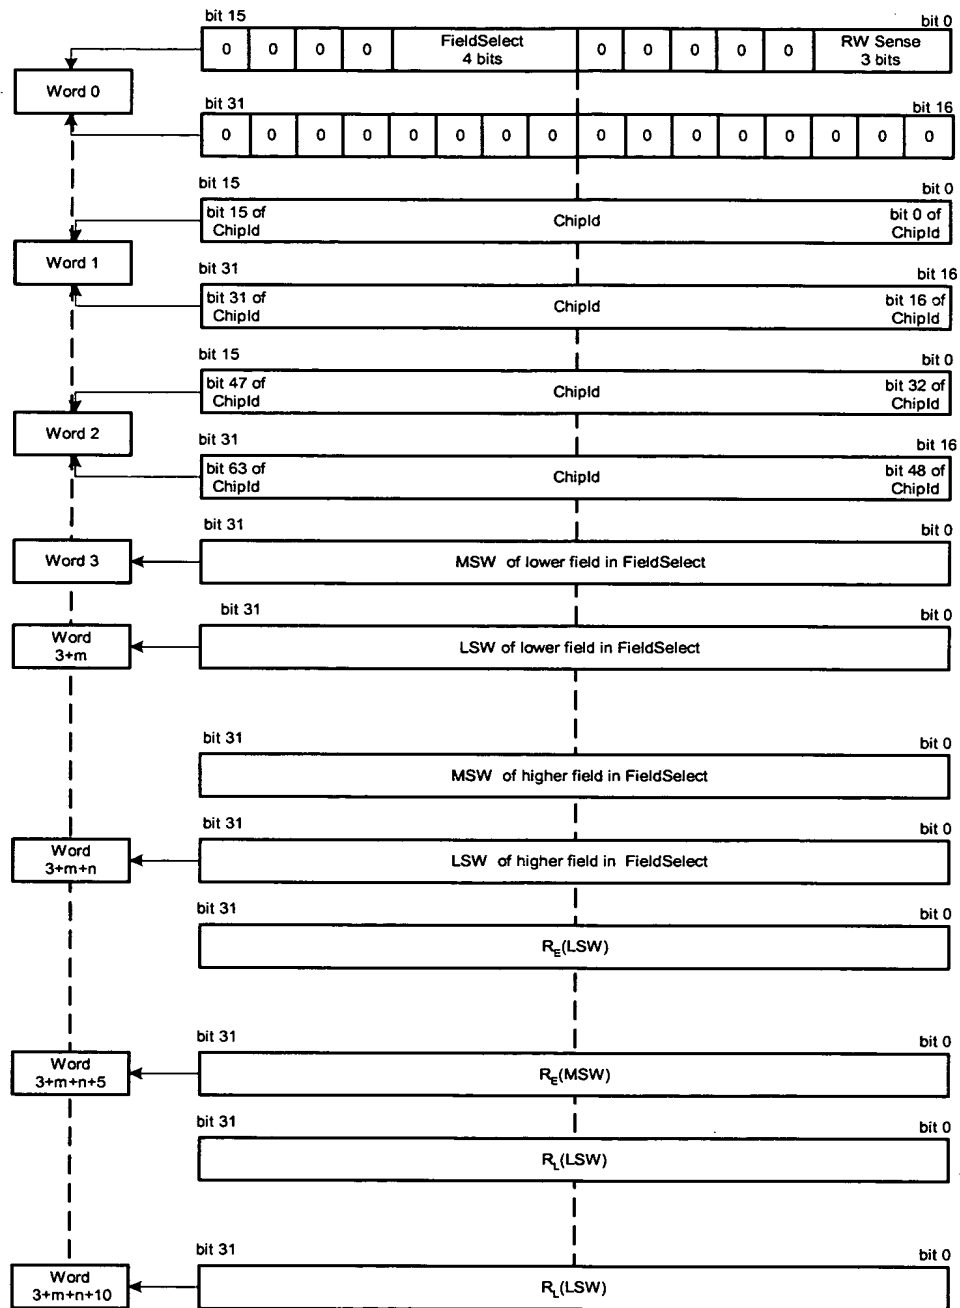 bit 15
bit 0
0 0 0 0 FieldSelect 0 0 0 0 0 RW Sense
4 bits 3 bits
Word 0
bit 31
bit 16
0 0 0 0 0 0 0 0 0 0 0 0 0 0 0 0
bit 15
bit 0
bit 15 of ChipId bit 0 of
ChipId ChipId
Word 1
bit 31
bit 16
bit 31 of ChipId bit 16 of
ChipId ChipId
bit 15
bit 0
bit 47 of ChipId bit 32 of
ChipId ChipId
Word 2
bit 31
bit 16
bit 63 of ChipId bit 48 of
ChipId ChipId
bit 31
bit 0
Word 3
MSW of lower field in FieldSelect
bit 31
bit 0
Word
3+m
LSW of lower field in FieldSelect
bit 31
bit 0
MSW of higher field in FieldSelect
bit 31
bit 0
Word
3+m+n
LSW of higher field in FieldSelect
bit 31
bit 0
R_E(LSW)
bit 31
bit 0
Word
3+m+n+5
R_E(MSW)
bit 31
bit 0
R_L(LSW)
bit 31
bit 0
Word
3+m+n+10
R_L(LSW)